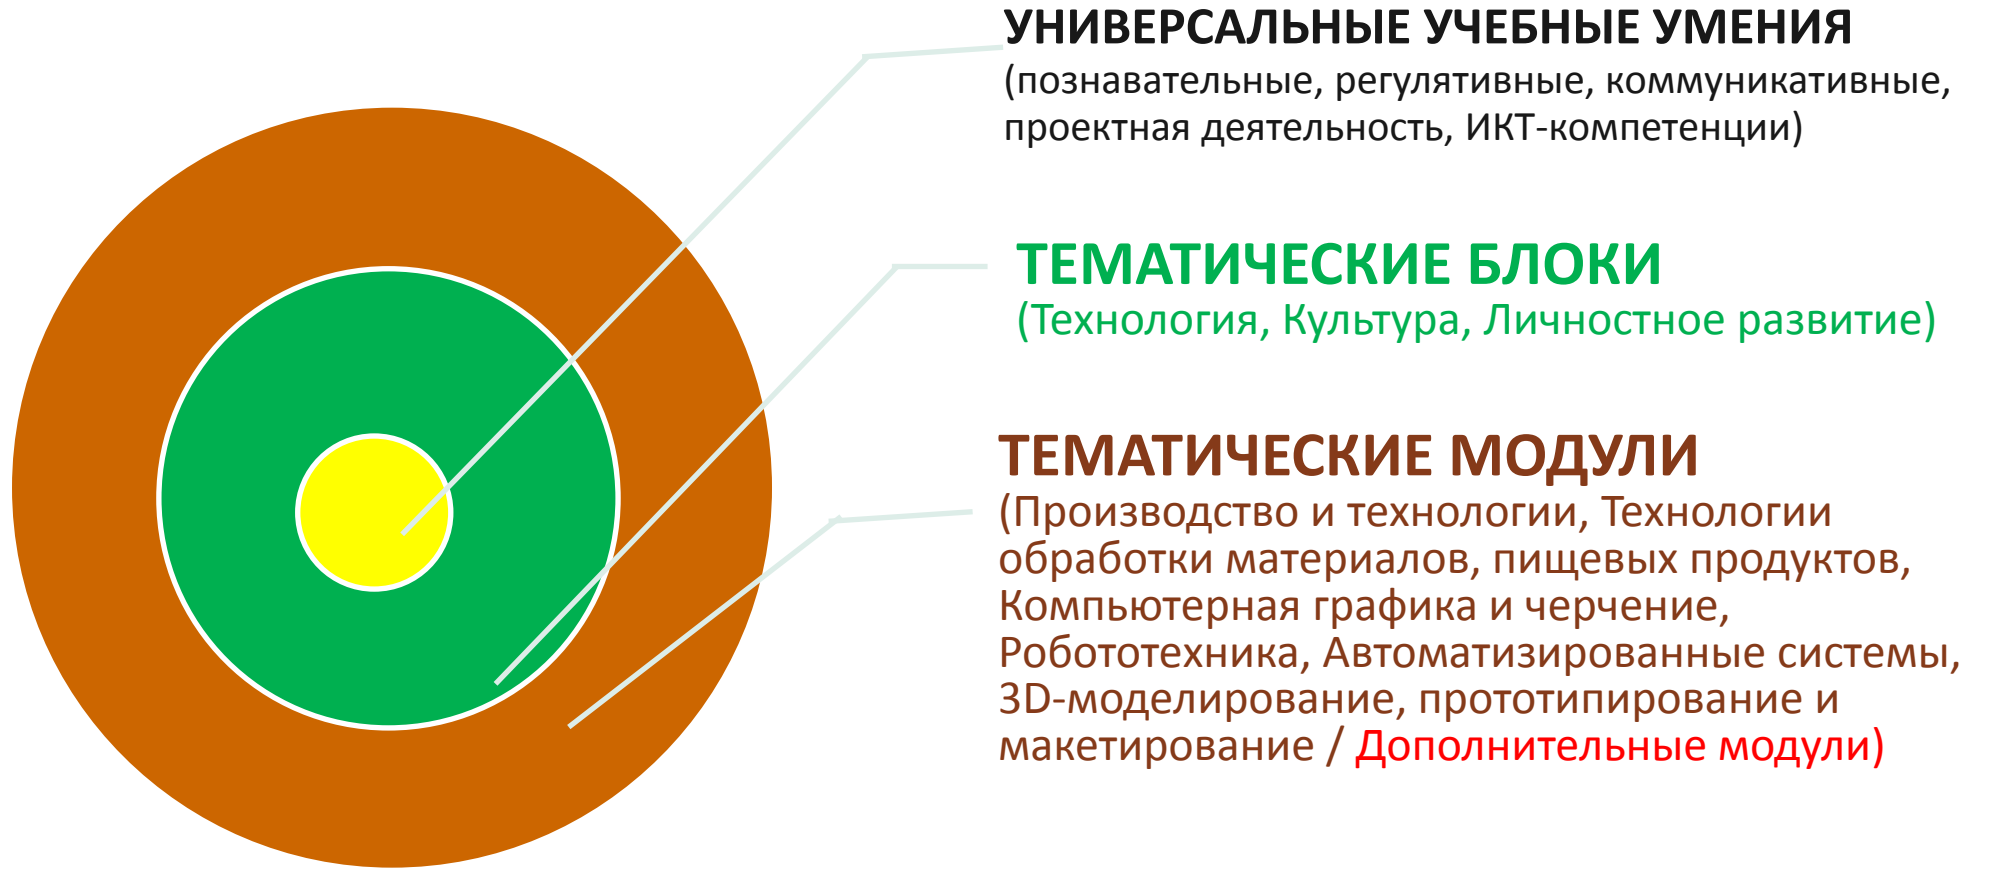 УНИВЕРСАЛЬНЫЕ УЧЕБНЫЕ УМЕНИЯ
(познавательные, регулятивные, коммуникативные,
проектная деятельность, ИКТ-компетенции)
ТЕМАТИЧЕСКИЕ БЛОКИ
(Технология, Культура, Личностное развитие)
ТЕМАТИЧЕСКИЕ МОДУЛИ
(Производство и технологии, Технологии
обработки материалов, пищевых продуктов,
Компьютерная графика и черчение,
Робототехника, Автоматизированные системы,
3D-моделирование, прототипирование и
макетирование / Дополнительные модули)